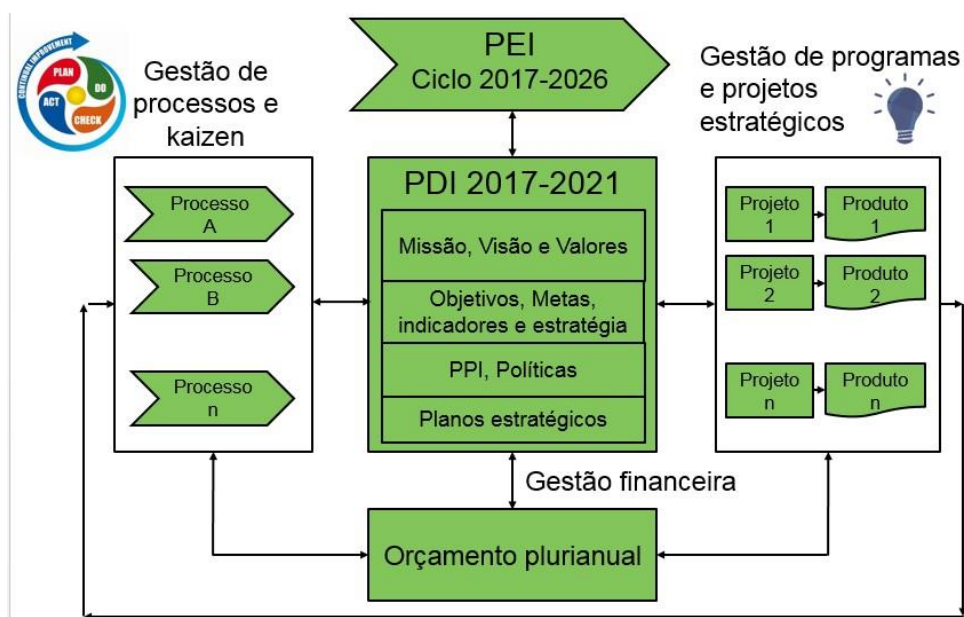 CONTINUAL IMPROVEMENT
PLAN
DO
ACT
CHECK
Gestão de
processos e
kaizen
PEI
Ciclo 2017-2026
Gestão de programas
e projetos
estratégicos
Processo
A
Processo
B
Processo
n
PDI 2017-2021
Missão, Visão e Valores
Objetivos, Metas,
indicadores e estratégia
PPI, Políticas
Planos estratégicos
Projeto
1
Produto
1
Projeto
2
Produto
2
Projeto
n
Produto
n
Gestão financeira
Orçamento plurianual